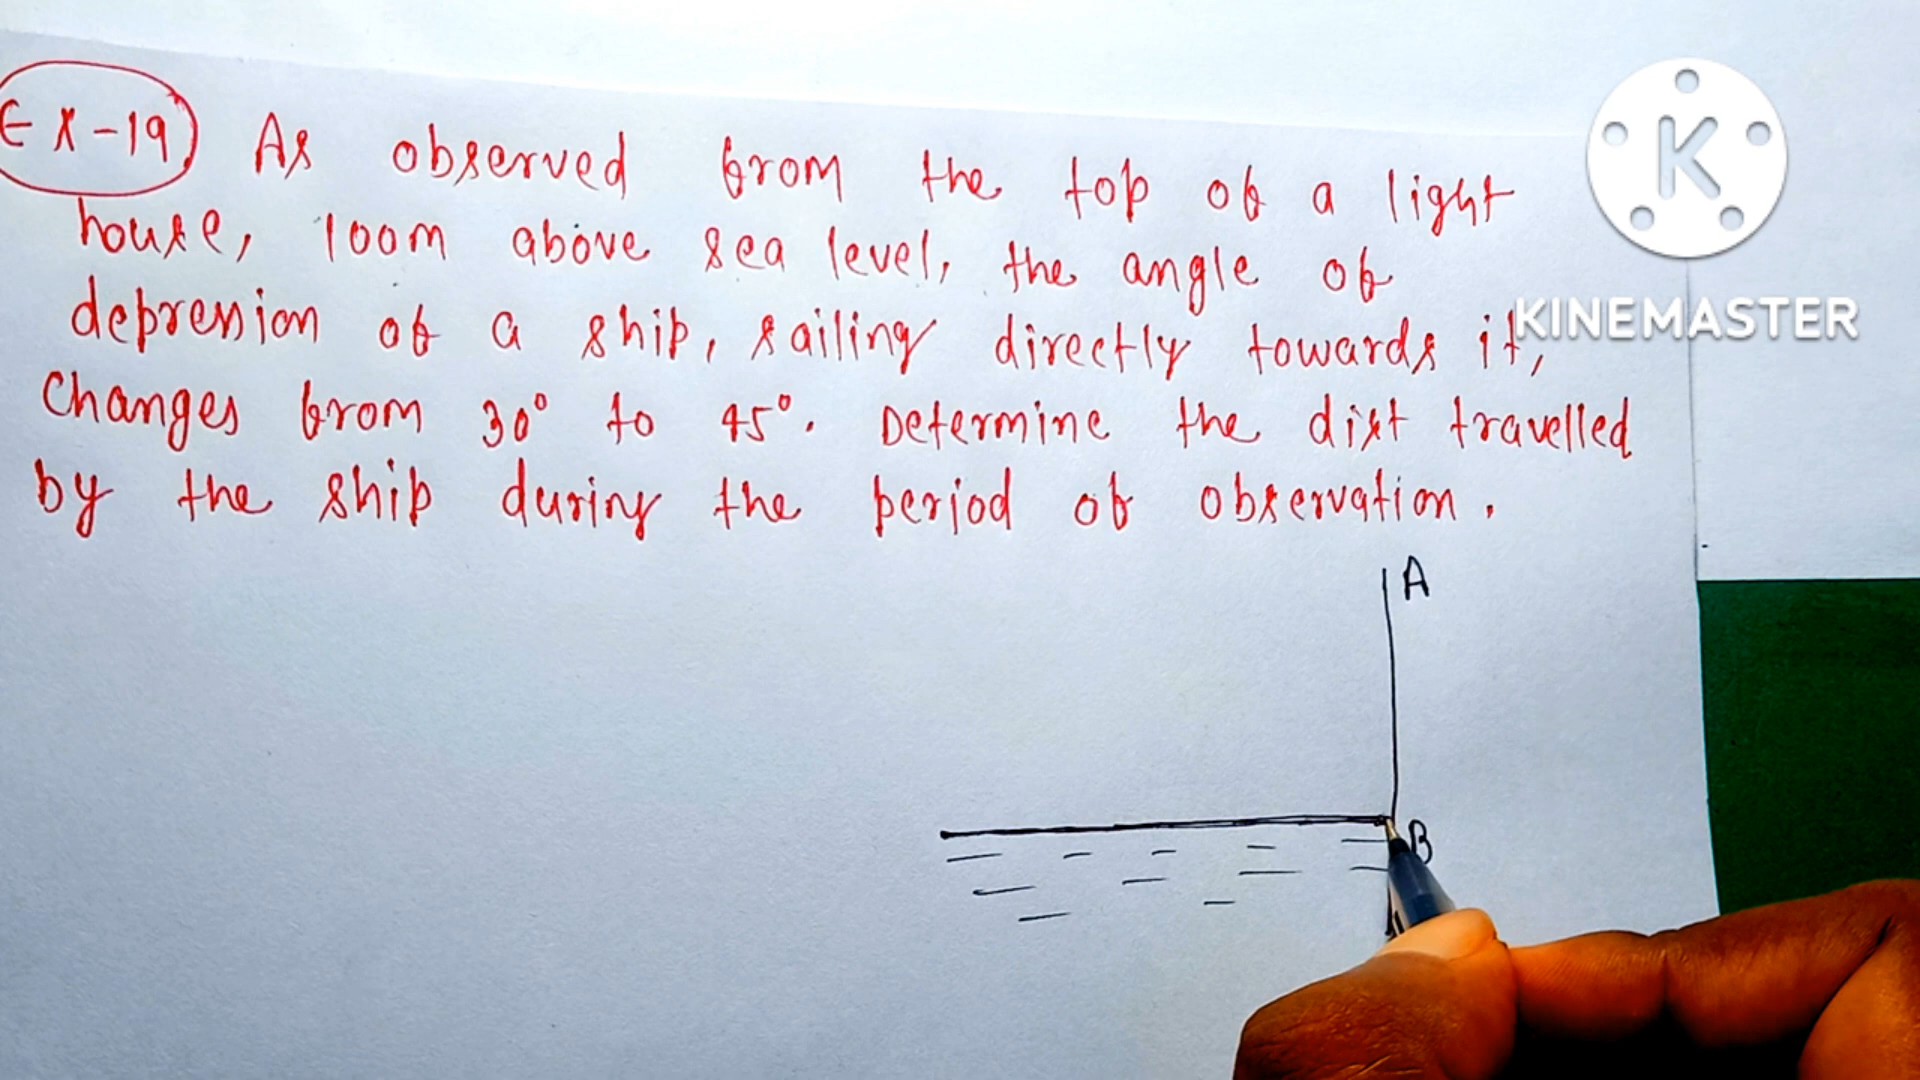 EX-19 As observed from the top of a light
house, 100m above sea level, the angle of
depression of a ship, sailing directly towards it,
changes from 30° to 45°. Determine the dist travelled
by the ship during the period of observation.
K
KINEMASTER
A
B